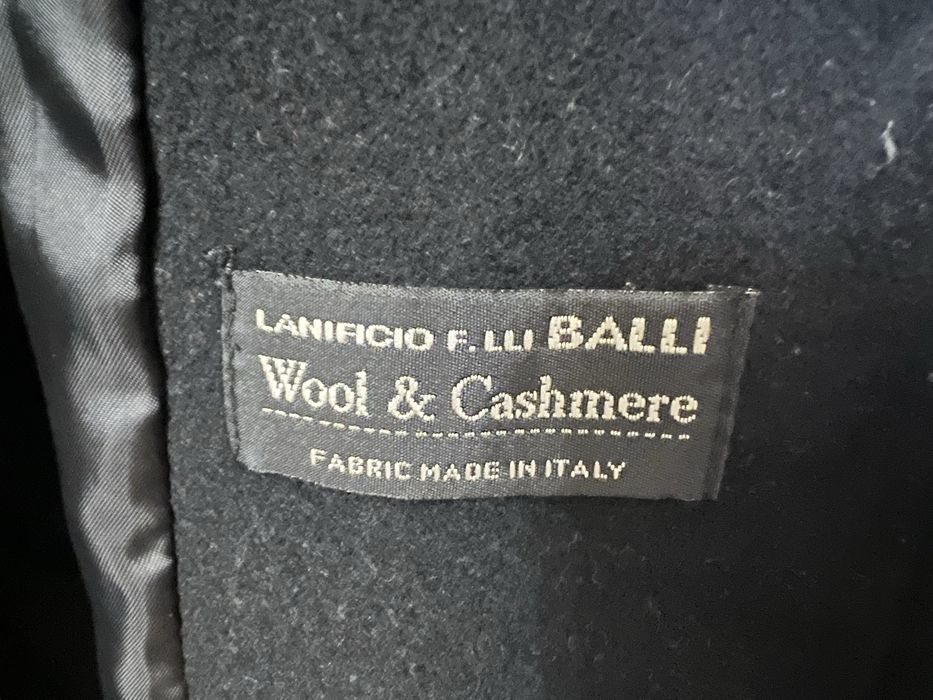 LANIFICIO F.LLI BALLI
Wool & Cashmere
FABRIC MADE IN ITALY